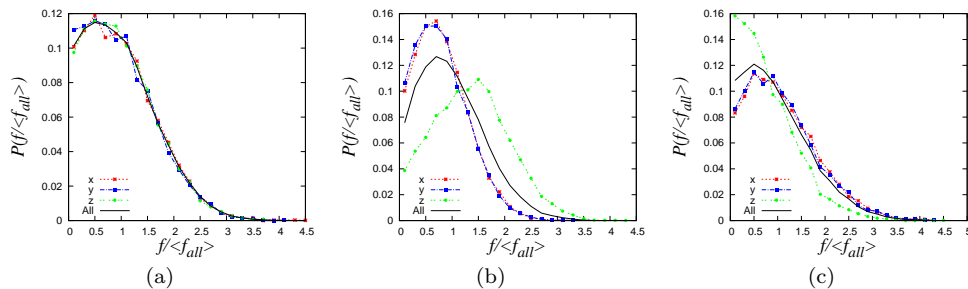 0.12
0.1
0.08
0.06
0.04
0.02
0
P(f/<f_all>)
x
y
z
All
0 0.5 1 1.5 2 2.5 3 3.5 4 4.5
f/<f_all>
(a)
0.16
0.14
0.12
0.1
0.08
0.06
0.04
0.02
0
P(f/<f_all>)
x
y
z
All
0 0.5 1 1.5 2 2.5 3 3.5 4 4.5
f/<f_all>
(b)
0.16
0.14
0.12
0.1
0.08
0.06
0.04
0.02
0
P(f/<f_all>)
x
y
z
All
0 0.5 1 1.5 2 2.5 3 3.5 4 4.5 5
f/<f_all>
(c)